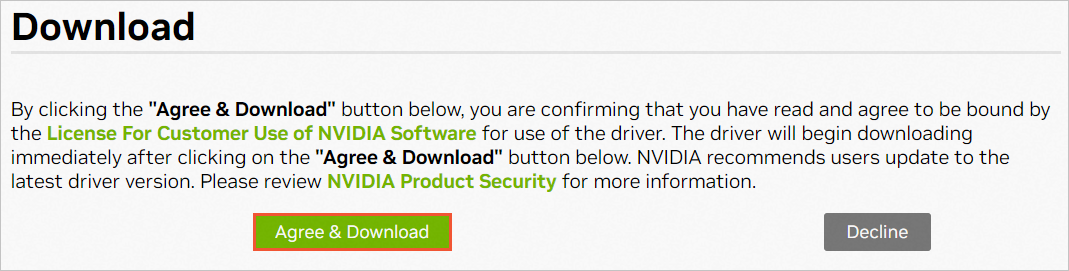 Download
By clicking the "Agree & Download" button below, you are confirming that you have read and agree to be bound by
the License For Customer Use of NVIDIA Software for use of the driver. The driver will begin downloading
immediately after clicking on the "Agree & Download" button below. NVIDIA recommends users update to the
latest driver version. Please review NVIDIA Product Security for more information.
Agree & Download
Decline